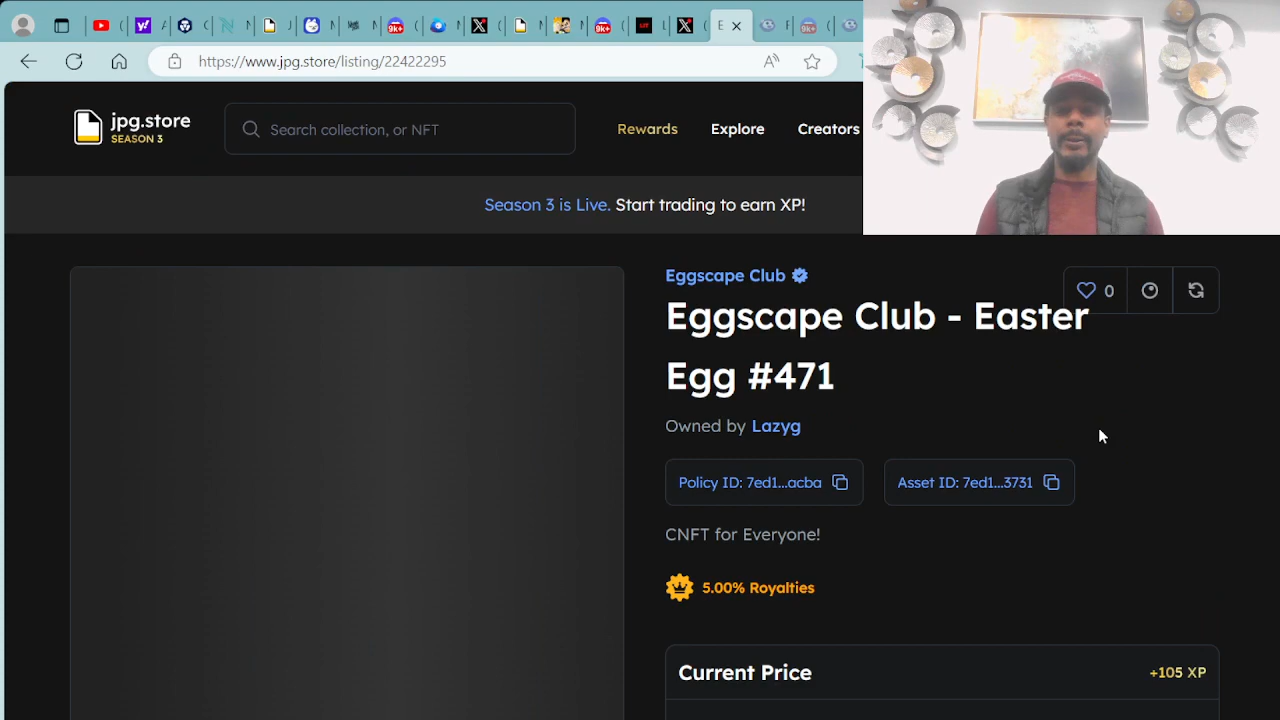 https://www.jpg.store/listing/22422295
jpg.store
SEASON 3
Search collection, or NFT
Rewards
Explore
Creators
Season 3 is Live. Start trading to earn XP!
Eggscape Club
0
Eggscape Club - Easter
Egg #471
Owned by Lazyg
Policy ID: 7ed1...acba
Asset ID: 7ed1...3731
CNFT for Everyone!
5.00% Royalties
Current Price
+105 XP